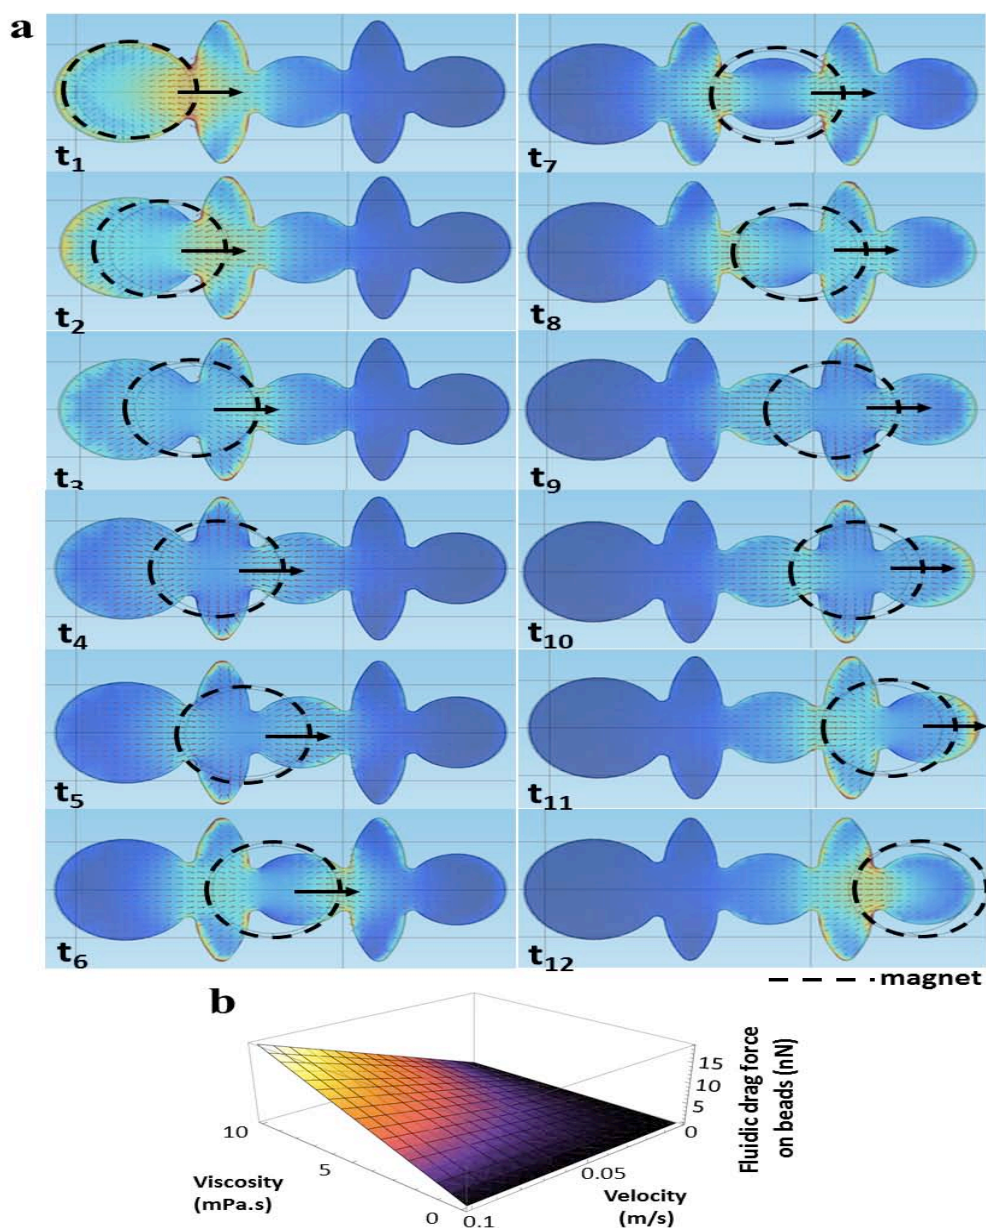 a
t1
t7
t2
t8
t3
t9
t4
t10
t5
t11
t6
t12
magnet
b
15
10
5
0
Fluidic drag force
on beads (nN)
10
5
0
Viscosity
(mPa.s)
0.05
0.1
Velocity
(m/s)